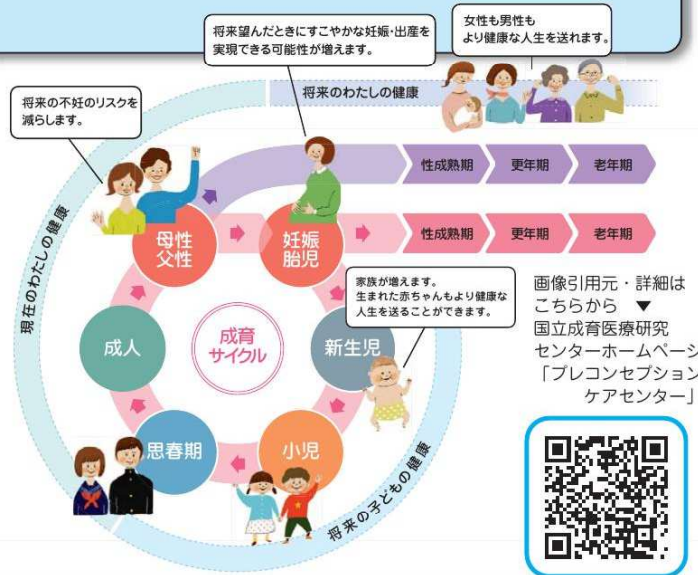 将来望んだときにすこやかな妊娠・出産を
実現できる可能性が増えます。
女性も男性も
より健康な人生を送れます。
将来の不妊のリスクを
減らします。
将来のわたしの健康
現在のわたしの健康
性成熟期
更年期
老年期
母性
父性
妊娠
胎児
性成熟期
更年期
老年期
家族が増えます。
生まれた赤ちゃんもより健康な
人生を送ることができます。
成人
成育
サイクル
新生児
思春期
小児
将来の子どもの健康
画像引用元・詳細は
こちらから ▼
国立成育医療研究
センターホームページ
「プレコンセプション
ケアセンター」